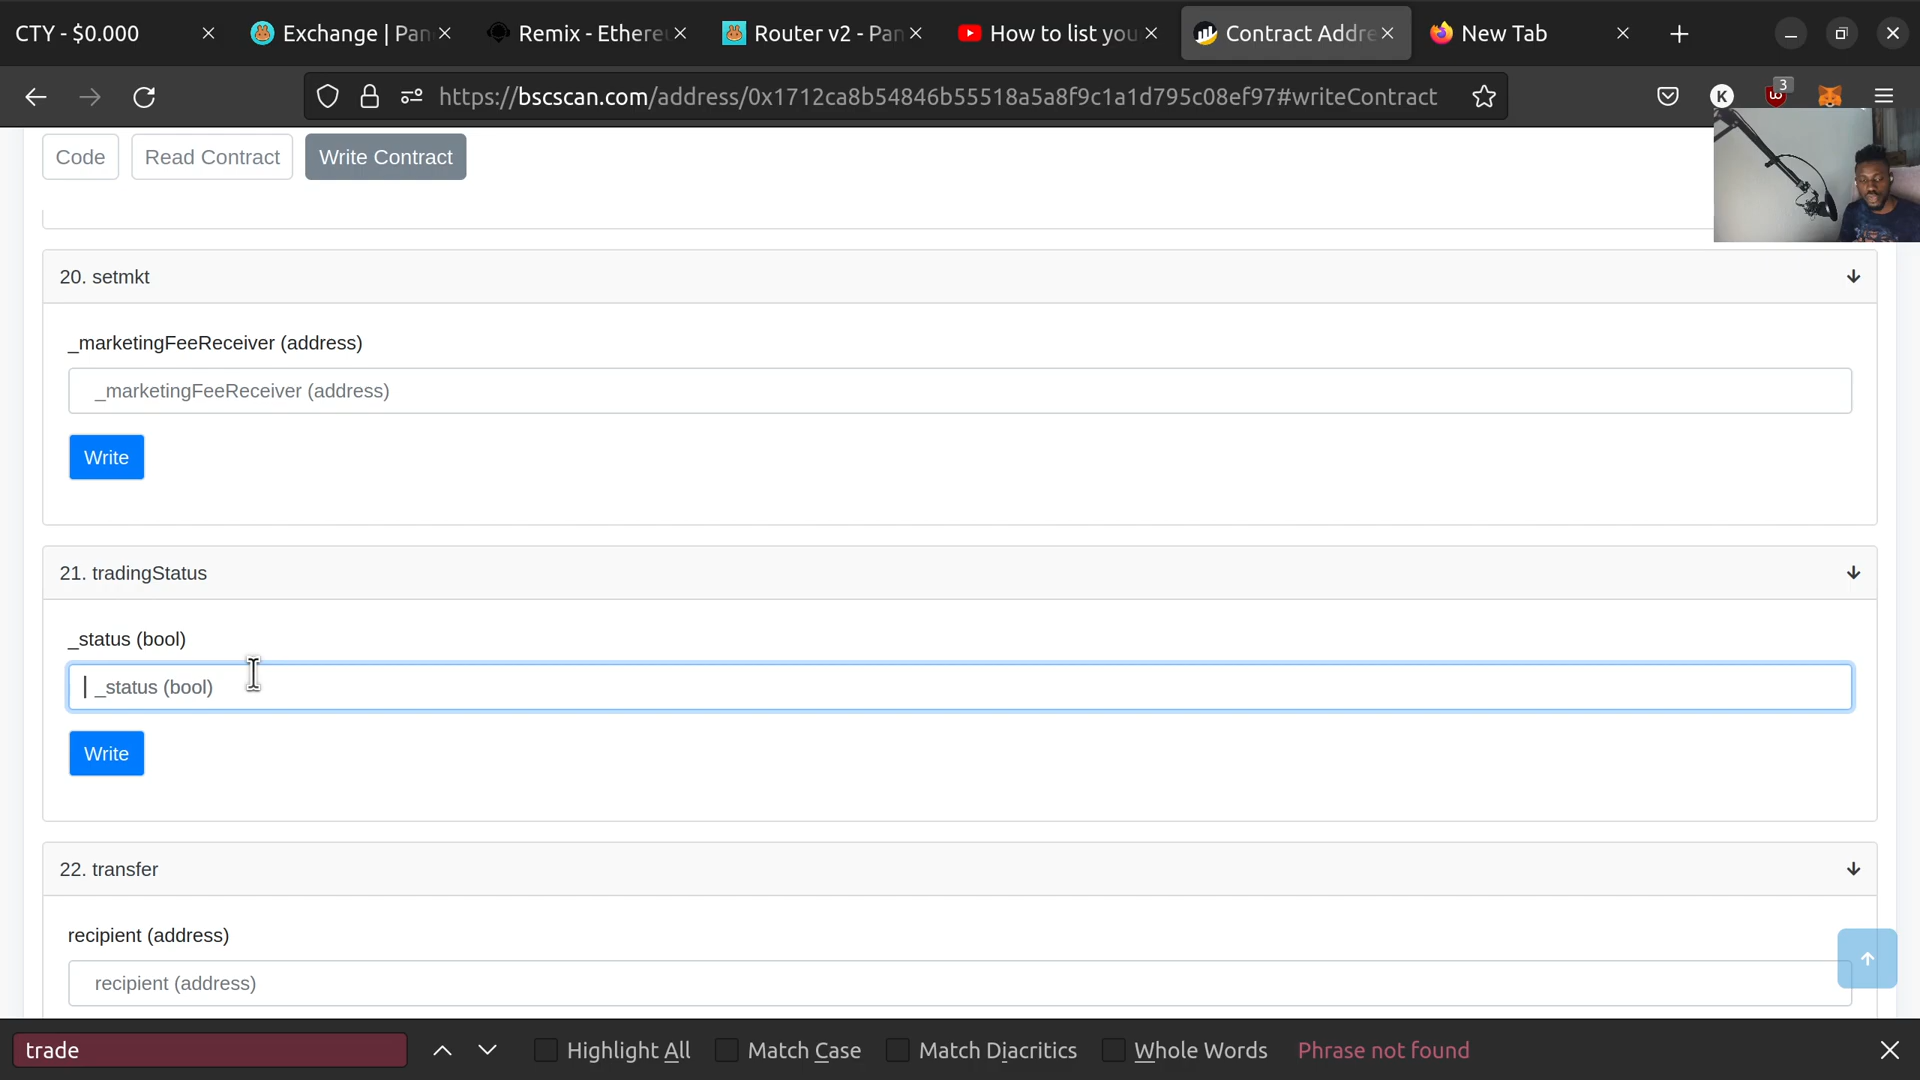 CTY - $0.000
Exchange | Pan
Remix - Ethere
Router v2 - Pan
How to list you
Contract Addre
New Tab
https://bscscan.com/address/0x1712ca8b54846b55518a5a8f9c1a1d795c08ef97#writeContract
K
3
Code
Read Contract
Write Contract
20. setmkt
_marketingFeeReceiver (address)
_marketingFeeReceiver (address)
Write
21. tradingStatus
_status (bool)
_status (bool)
Write
22. transfer
recipient (address)
recipient (address)
trade
Highlight All
Match Case
Match Diacritics
Whole Words
Phrase not found